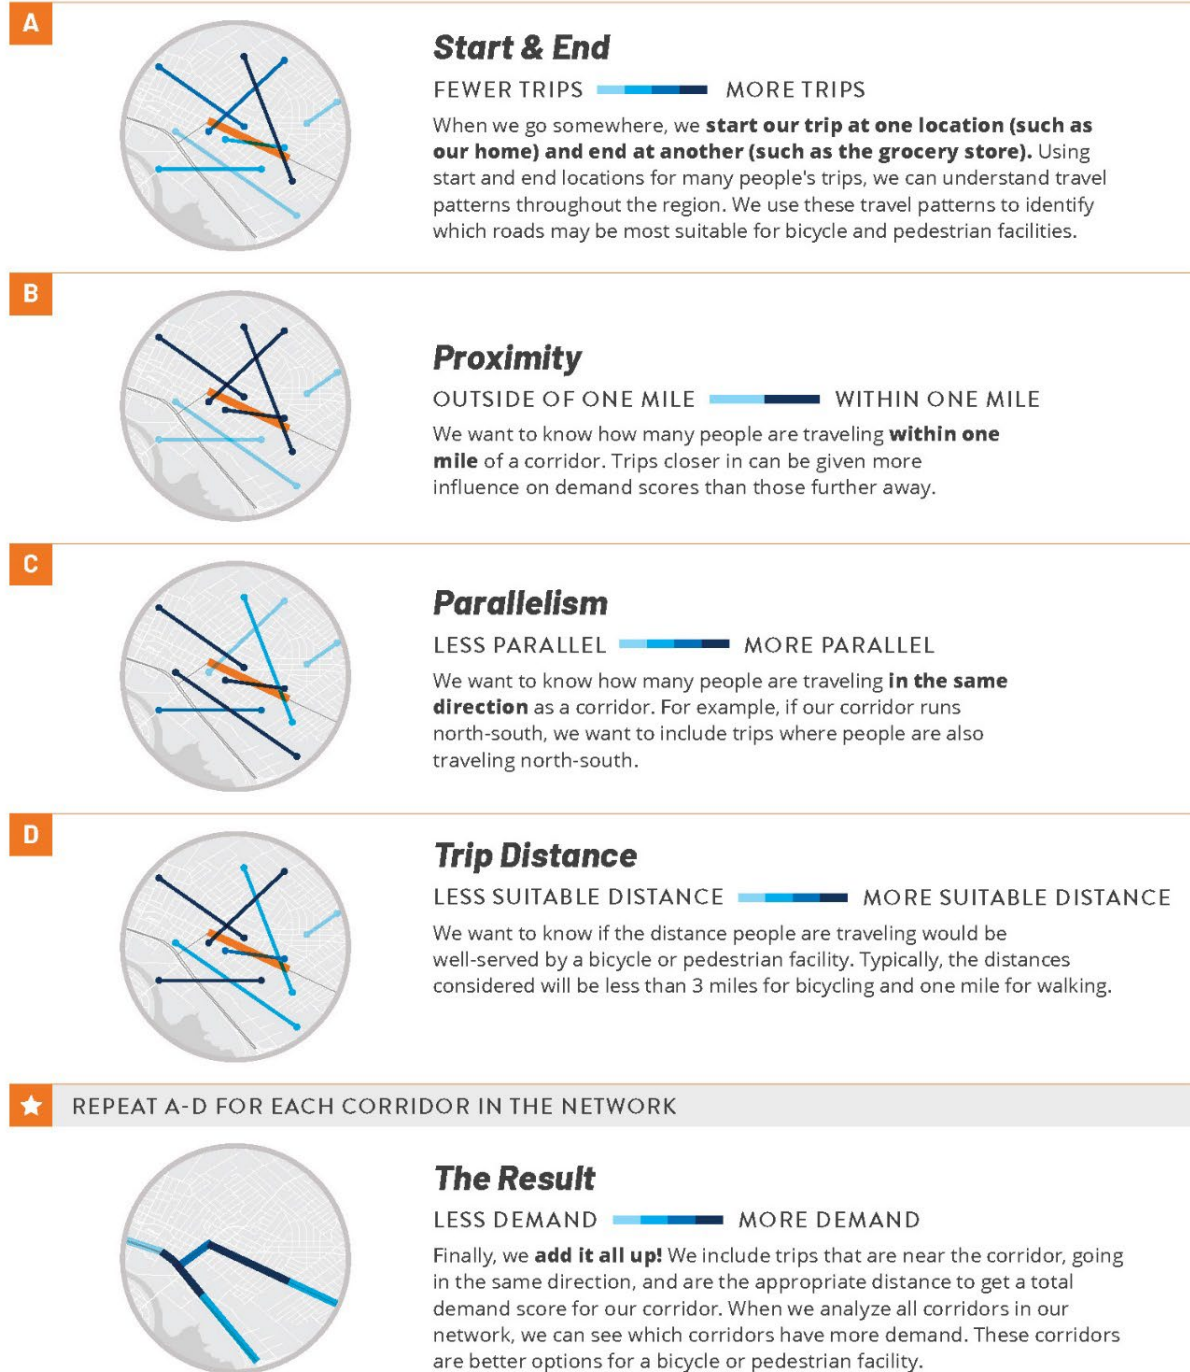 A
Start & End
FEWER TRIPS MORE TRIPS
When we go somewhere, we start our trip at one location (such as
our home) and end at another (such as the grocery store). Using
start and end locations for many people's trips, we can understand travel
patterns throughout the region. We use these travel patterns to identify
which roads may be most suitable for bicycle and pedestrian facilities.
B
Proximity
OUTSIDE OF ONE MILE WITHIN ONE MILE
We want to know how many people are traveling within one
mile of a corridor. Trips closer in can be given more
influence on demand scores than those further away.
C
Parallelism
LESS PARALLEL MORE PARALLEL
We want to know how many people are traveling in the same
direction as a corridor. For example, if our corridor runs
north-south, we want to include trips where people are also
traveling north-south.
D
Trip Distance
LESS SUITABLE DISTANCE MORE SUITABLE DISTANCE
We want to know if the distance people are traveling would be
well-served by a bicycle or pedestrian facility. Typically, the distances
considered will be less than 3 miles for bicycling and one mile for walking.
REPEAT A-D FOR EACH CORRIDOR IN THE NETWORK
The Result
LESS DEMAND MORE DEMAND
Finally, we add it all up! We include trips that are near the corridor, going
in the same direction, and are the appropriate distance to get a total
demand score for our corridor. When we analyze all corridors in our
network, we can see which corridors have more demand. These corridors
are better options for a bicycle or pedestrian facility.